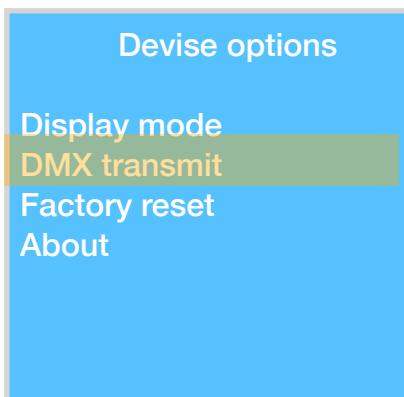 Devise options
Display mode
DMX transmit
Factory reset
About